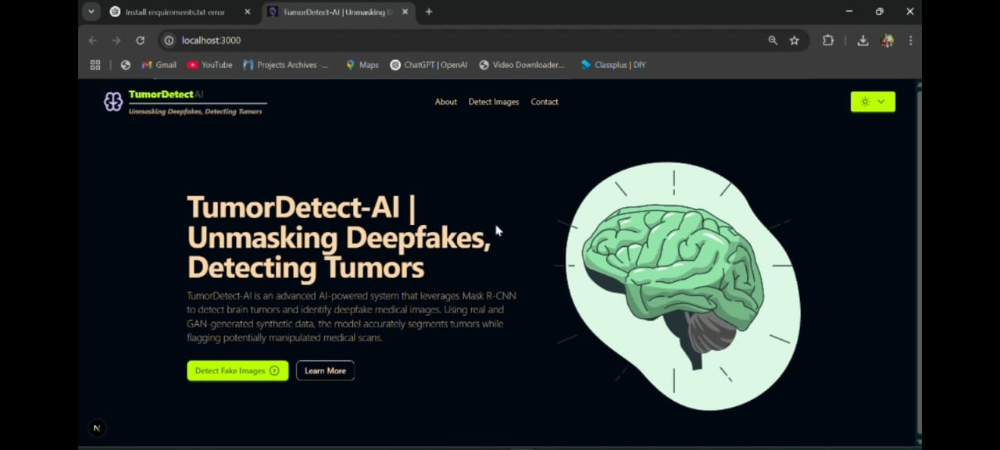 Install requirements.txt error
TumorDetect-AI | Unmasking D
localhost:3000
Gmail
YouTube
Projects Archives -...
Maps
ChatGPT | OpenAI
Video Downloader...
Classplus | DIY
TumorDetect AI
Unmasking Deepfakes, Detecting Tumors
About
Detect Images
Contact
TumorDetect-AI |
Unmasking Deepfakes,
Detecting Tumors
TumorDetect-AI is an advanced AI-powered system that leverages Mask R-CNN
to detect brain tumors and identify deepfake medical images. Using real and
GAN-generated synthetic data, the model accurately segments tumors while
flagging potentially manipulated medical scans.
Detect Fake Images
Learn More
N